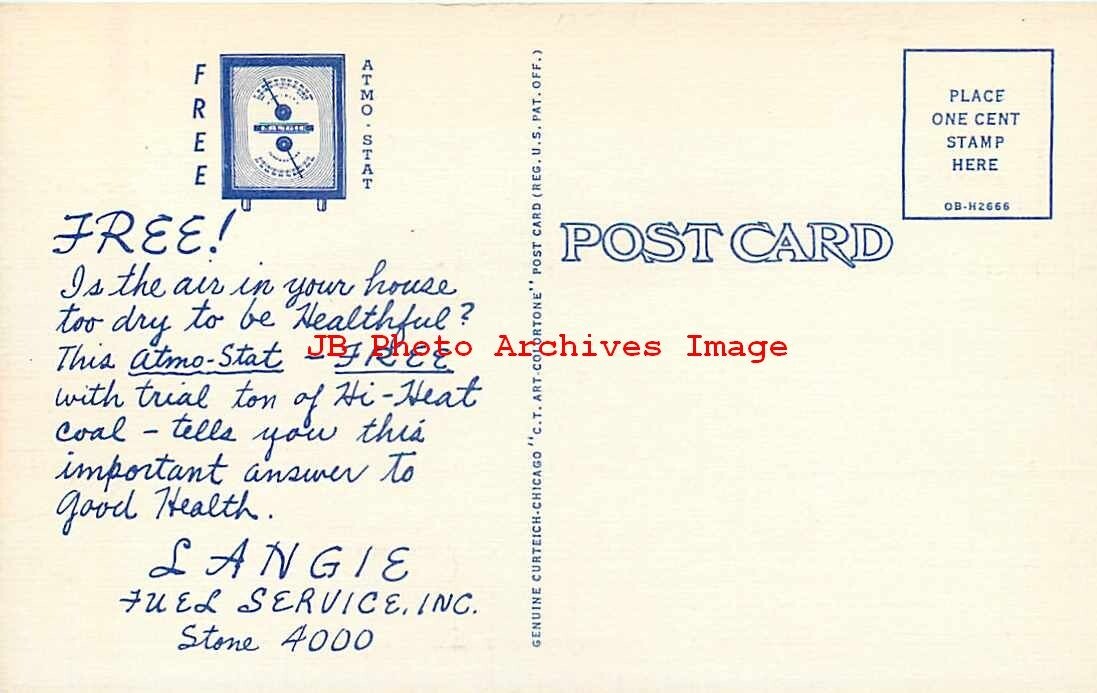 FREE
ATMO-STAT
LANGIE
FREE!
Is the air in your house
too dry to be Healthful?
This Atmo-Stat – FREE
with trial ton of Hi-Heat
coal – tells you this
important answer to
Good Health.
LANGIE
FUEL SERVICE, INC.
Stone 4000
GENUINE CURTEICH-CHICAGO "C.T. ART-COLORTONE" POST CARD (REG. U.S. PAT. OFF.)
POST CARD
PLACE
ONE CENT
STAMP
HERE
OB-H2666
JB Photo Archives Image